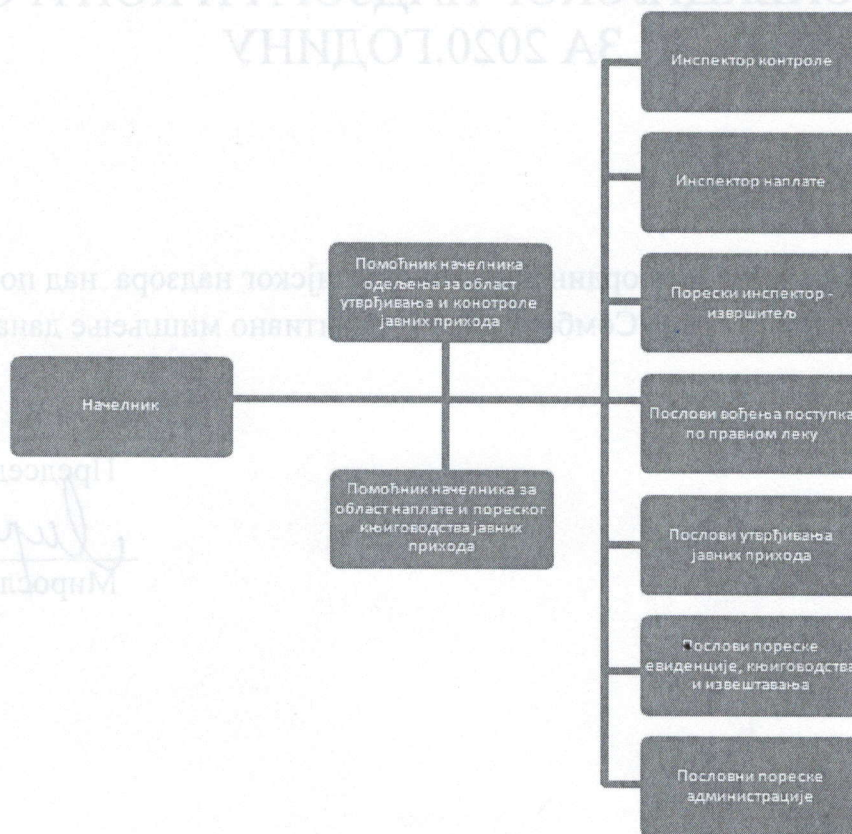 ЗА 2020.ГОДИНУ
Инспектор контроле
Инспектор наплате
Помоћник начелника
одељења за област
утврђивања и конотроле
јавних прихода
Порески инспектор -
извршитељ
Начелник
Послови вођења поступка
по правном леку
Помоћник начелника за
област наплате и пореског
књиговодства јавних
прихода
Послови утврђивања
јавних прихода
Послови пореске
евиденције, књиговодства
и извештавања
Пословни пореске
администрације